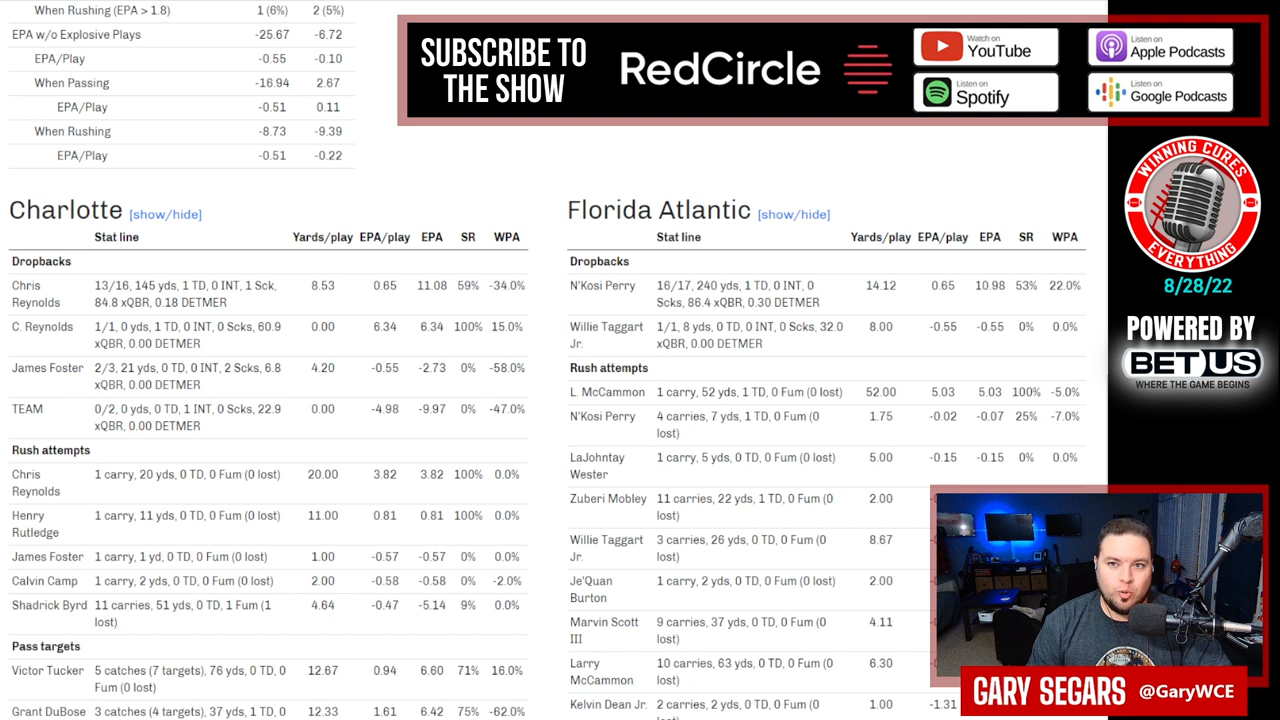 When Rushing (EPA > 1.8) 1 (6%) 2 (5%)
EPA w/o Explosive Plays -25.67 -6.72
EPA/Play -0.55 -0.10
When Passing -16.94 2.67
EPA/Play -0.51 0.11
When Rushing -8.73 -9.39
EPA/Play -0.51 -0.22
SUBSCRIBE TO
THE SHOW
RedCircle
Watch on
YouTube
Listen on
Apple Podcasts
Listen on
Spotify
Listen on
Google Podcasts
WINNING CURES
EVERYTHING
8/28/22
POWERED BY
BETUS
WHERE THE GAME BEGINS
Charlotte [show/hide]
Stat line Yards/play EPA/play EPA SR WPA
Dropbacks
Chris 13/16, 145 yds, 1 TD, 0 INT, 1 Sck, 8.53 0.65 11.08 59% -34.0%
Reynolds 84.8 xQBR, 0.18 DETMER
C. Reynolds 1/1, 0 yds, 1 TD, 0 INT, 0 Scks, 60.9 0.00 6.34 6.34 100% 15.0%
xQBR, 0.00 DETMER
James Foster 2/3, 21 yds, 0 TD, 0 INT, 2 Scks, 6.8 4.20 -0.55 -2.73 0% -58.0%
xQBR, 0.00 DETMER
TEAM 0/2, 0 yds, 0 TD, 1 INT, 0 Scks, 22.9 0.00 -4.98 -9.97 0% -47.0%
xQBR, 0.00 DETMER
Rush attempts
Chris 1 carry, 20 yds, 0 TD, 0 Fum (0 lost) 20.00 3.82 3.82 100% 0.0%
Reynolds
Henry 1 carry, 11 yds, 0 TD, 0 Fum (0 lost) 11.00 0.81 0.81 100% 0.0%
Rutledge
James Foster 1 carry, 1 yd, 0 TD, 0 Fum (0 lost) 1.00 -0.57 -0.57 0% 0.0%
Calvin Camp 1 carry, 2 yds, 0 TD, 0 Fum (0 lost) 2.00 -0.58 -0.58 0% -2.0%
Shadrick Byrd 11 carries, 51 yds, 0 TD, 1 Fum (1 4.64 -0.47 -5.14 9% 0.0%
lost)
Pass targets
Victor Tucker 5 catches (7 targets), 76 yds, 0 TD, 0 12.67 0.94 6.60 71% 16.0%
Fum (0 lost)
Grant DuBose 3 catches (4 targets), 37 yds, 1 TD, 0 12.33 1.61 6.42 75% -62.0%
Florida Atlantic [show/hide]
Stat line Yards/play EPA/play EPA SR WPA
Dropbacks
N'Kosi Perry 16/17, 240 yds, 1 TD, 0 INT, 0 14.12 0.65 10.98 53% 22.0%
Scks, 86.4 xQBR, 0.30 DETMER
Willie Taggart 1/1, 8 yds, 0 TD, 0 INT, 0 Scks, 32.0 8.00 -0.55 -0.55 0% 0.0%
Jr. xQBR, 0.00 DETMER
Rush attempts
L. McCammon 1 carry, 52 yds, 1 TD, 0 Fum (0 lost) 52.00 5.03 5.03 100% -5.0%
N'Kosi Perry 4 carries, 7 yds, 1 TD, 0 Fum (0 1.75 -0.02 -0.07 25% -7.0%
lost)
LaJohntay 1 carry, 5 yds, 0 TD, 0 Fum (0 lost) 5.00 -0.15 -0.15 0% 0.0%
Wester
Zuberi Mobley 11 carries, 22 yds, 1 TD, 0 Fum (0 2.00
lost)
Willie Taggart 3 carries, 26 yds, 0 TD, 0 Fum (0 8.67
Jr. lost)
Je'Quan 1 carry, 2 yds, 0 TD, 0 Fum (0 lost) 2.00
Burton
Marvin Scott 9 carries, 37 yds, 0 TD, 0 Fum (0 4.11
III lost)
Larry 10 carries, 63 yds, 0 TD, 0 Fum (0 6.30
McCammon lost)
Kelvin Dean Jr. 2 carries, 2 yds, 0 TD, 0 Fum (0 1.00 -1.31
GARY SEGARS @GaryWCE